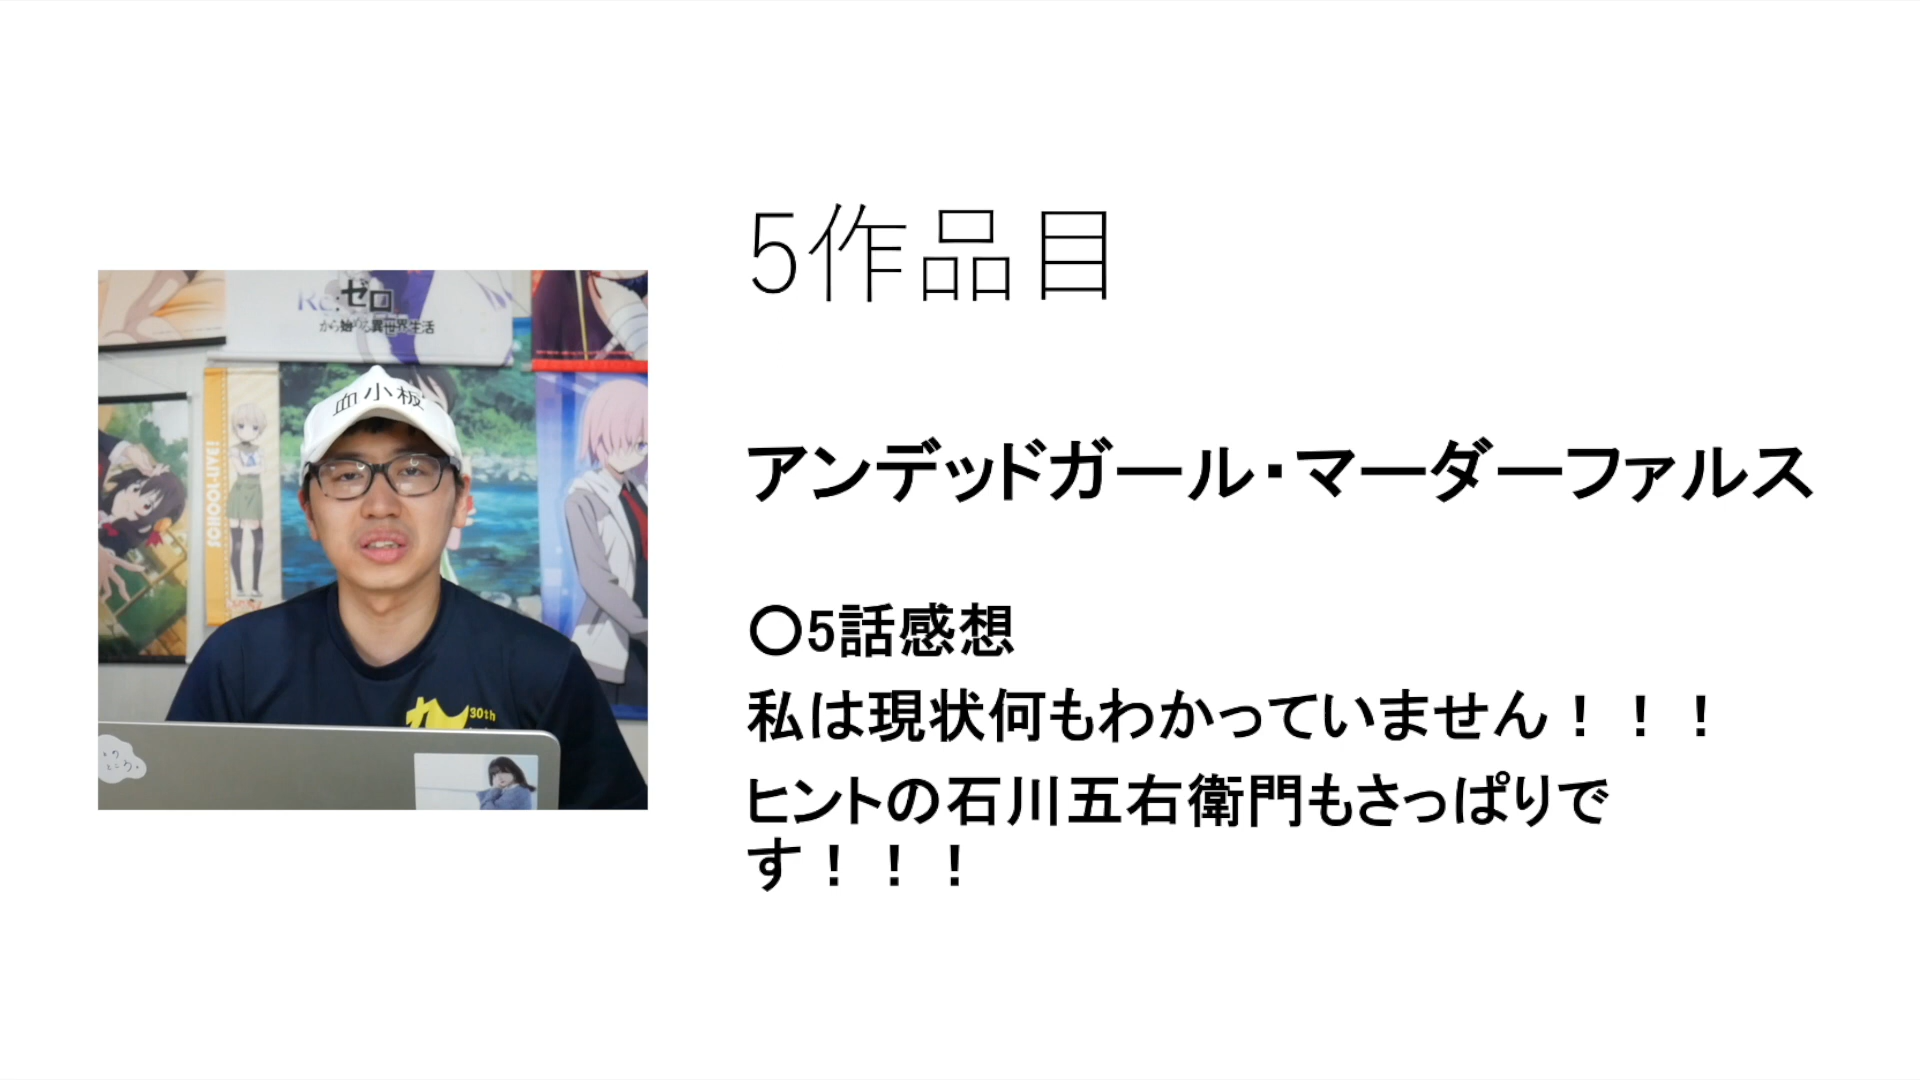 5作品目
アンデッドガール・マーダーファルス
〇5話感想
私は現状何もわかっていません！！！
ヒントの石川五右衛門もさっぱりで
す！！！
Re:ゼロ
から始める異世界生活
血小板
SCHOOL-LIVE!
30th